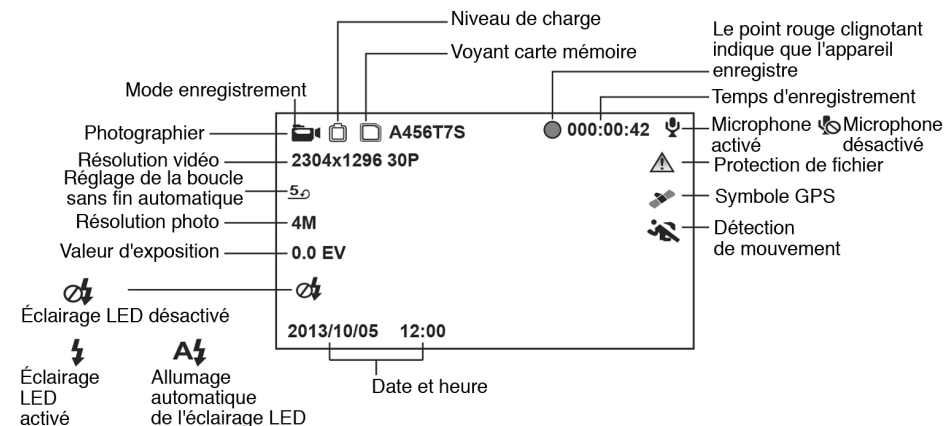 Niveau de charge
Voyant carte mémoire
Le point rouge clignotant
indique que l'appareil
enregistre
Mode enregistrement
Temps d'enregistrement
Photographier
A456T7S
000:00:42
Microphone
activé
Microphone
désactivé
Résolution vidéo
2304x1296 30P
Protection de fichier
Réglage de la boucle
sans fin automatique
5
Symbole GPS
Résolution photo
4M
Détection
de mouvement
Valeur d'exposition
0.0 EV
Éclairage LED désactivé
2013/10/05 12:00
A
Éclairage
LED
activé
Allumage
automatique
de l'éclairage LED
Date et heure